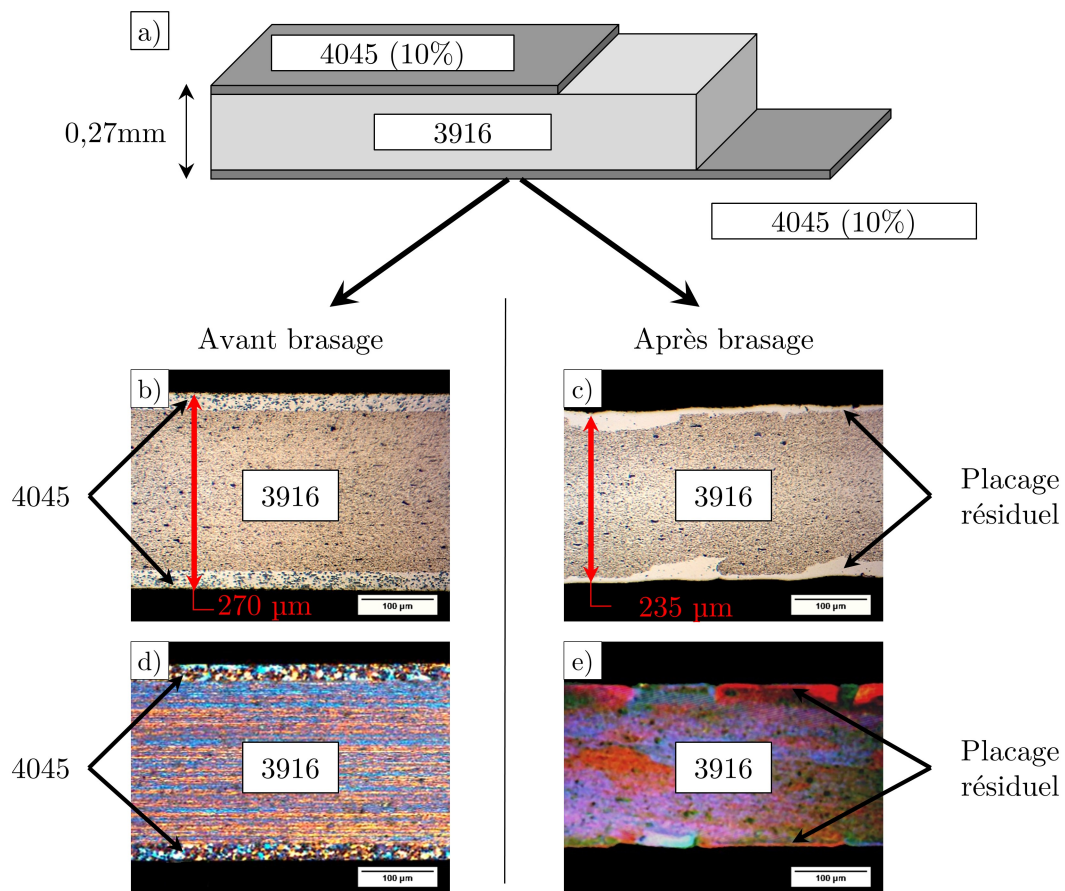 a)
4045 (10%)
0,27mm
3916
4045 (10%)
Avant brasage
Après brasage
b)
c)
4045
3916
3916
Placage
résiduel
270 µm
100 µm
235 µm
100 µm
d)
e)
4045
3916
3916
Placage
résiduel
100 µm
100 µm